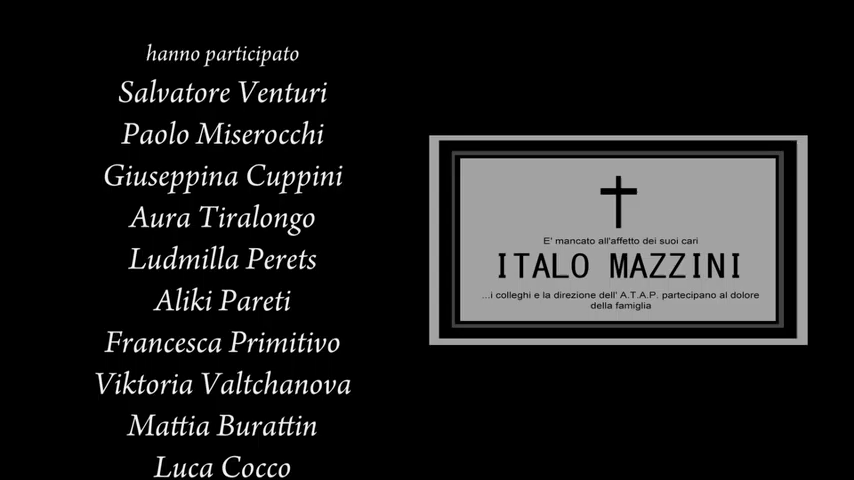 hanno participato
Salvatore Venturi
Paolo Miserocchi
Giuseppina Cuppini
Aura Tiralongo
Ludmilla Perets
Aliki Pareti
Francesca Primitivo
Viktoria Valtchanova
Mattia Burattin
Luca Cocco
E' mancato all'affetto dei suoi cari
ITALO MAZZINI
...i colleghi e la direzione dell' A.T.A.P. partecipano al dolore
della famiglia